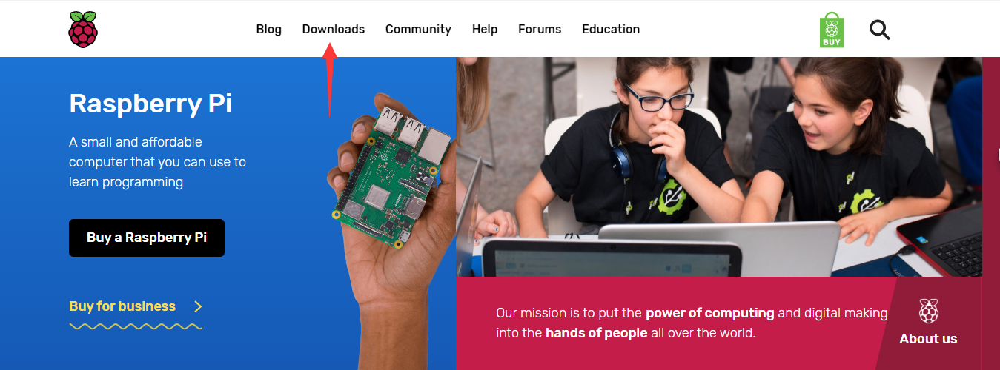 Blog Downloads Community Help Forums Education
BUY
Raspberry Pi
A small and affordable
computer that you can use to
learn programming
Buy a Raspberry Pi
Buy for business
Our mission is to put the power of computing and digital making
into the hands of people all over the world.
About us